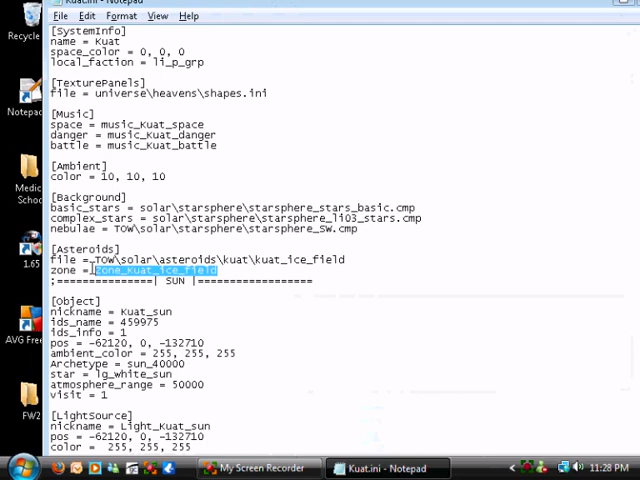 Kuat.ini - Notepad
File Edit Format View Help
[SystemInfo]
name = Kuat
space_color = 0, 0, 0
local_faction = li_p_grp
[TexturePanels]
file = universe\heavens\shapes.ini
[Music]
space = music_Kuat_space
danger = music_Kuat_danger
battle = music_Kuat_battle
[Ambient]
color = 10, 10, 10
[Background]
basic_stars = solar\starsphere\starsphere_stars_basic.cmp
complex_stars = solar\starsphere\starsphere_li03_stars.cmp
nebulae = TOW\solar\starsphere\starsphere_SW.cmp
[Asteroids]
file = TOW\solar\asteroids\kuat\kuat_ice_field
zone = Zone_Kuat_ice_field
;===============| SUN |==================
[Object]
nickname = Kuat_sun
ids_name = 459975
ids_info = 1
pos = -62120, 0, -132710
ambient_color = 255, 255, 255
Archetype = sun_40000
star = lg_white_sun
atmosphere_range = 50000
visit = 1
[LightSource]
nickname = Light_Kuat_sun
pos = -62120, 0, -132710
color = 255, 255, 255
Recycle
Notepad
Medic
School
1.65
AVG Free
FW2
My Screen Recorder
Kuat.ini - Notepad
11:28 PM